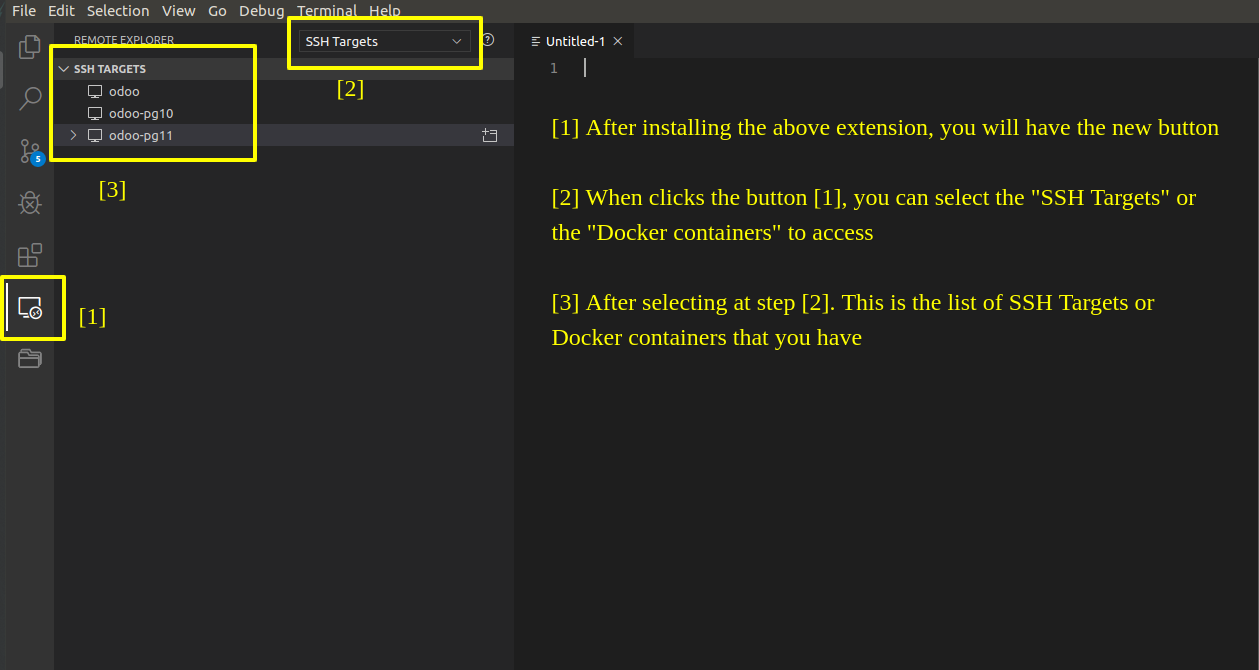 File Edit Selection View Go Debug Terminal Help
REMOTE EXPLORER
SSH Targets
?
Untitled-1
SSH TARGETS
1
odoo
[2]
odoo-pg10
[1] After installing the above extension, you will have the new button
odoo-pg11
5
[3]
[2] When clicks the button [1], you can select the "SSH Targets" or
the "Docker containers" to access
[3] After selecting at step [2]. This is the list of SSH Targets or
[1]
Docker containers that you have